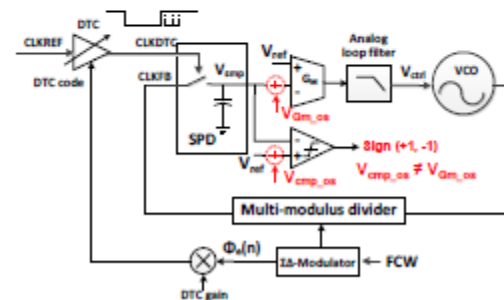 DTC
CLKREF
CLKDTC
DTC code
CLKFB
Vsmp
SPD
Vref
+
-
Gm
VGm_os
Analog
loop filter
Vctrl
VCO
-
+
Vref
Vcmp_os
Sign (+1, -1)
Vcmp_os ≠ VGm_os
Multi-modulus divider
Φe(n)
ΣΔ-Modulator
FCW
DTC gain